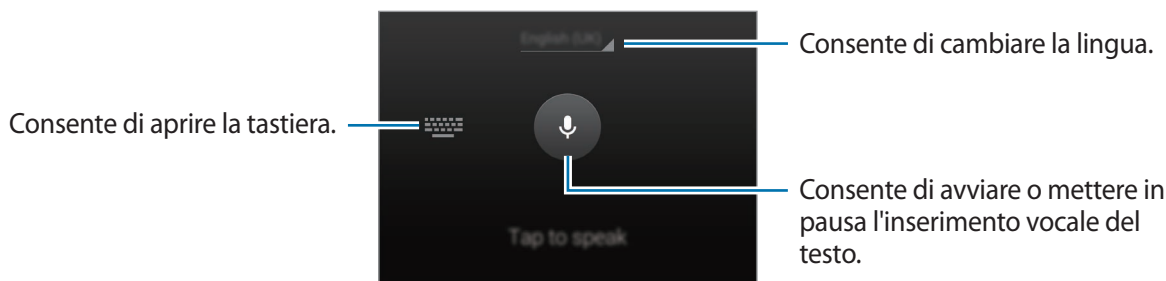 English (UK)
Consente di cambiare la lingua.
Consente di aprire la tastiera.
Consente di avviare o mettere in
pausa l'inserimento vocale del
testo.
Tap to speak